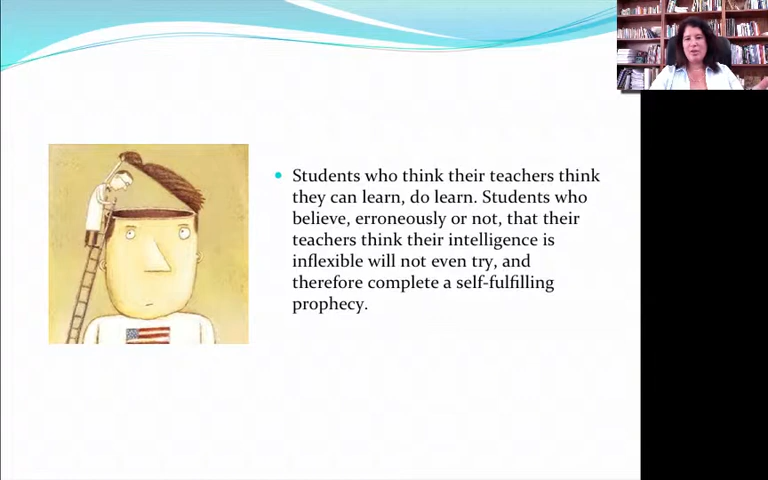 Students who think their teachers think
they can learn, do learn. Students who
believe, erroneously or not, that their
teachers think their intelligence is
inflexible will not even try, and
therefore complete a self-fulfilling
prophecy.